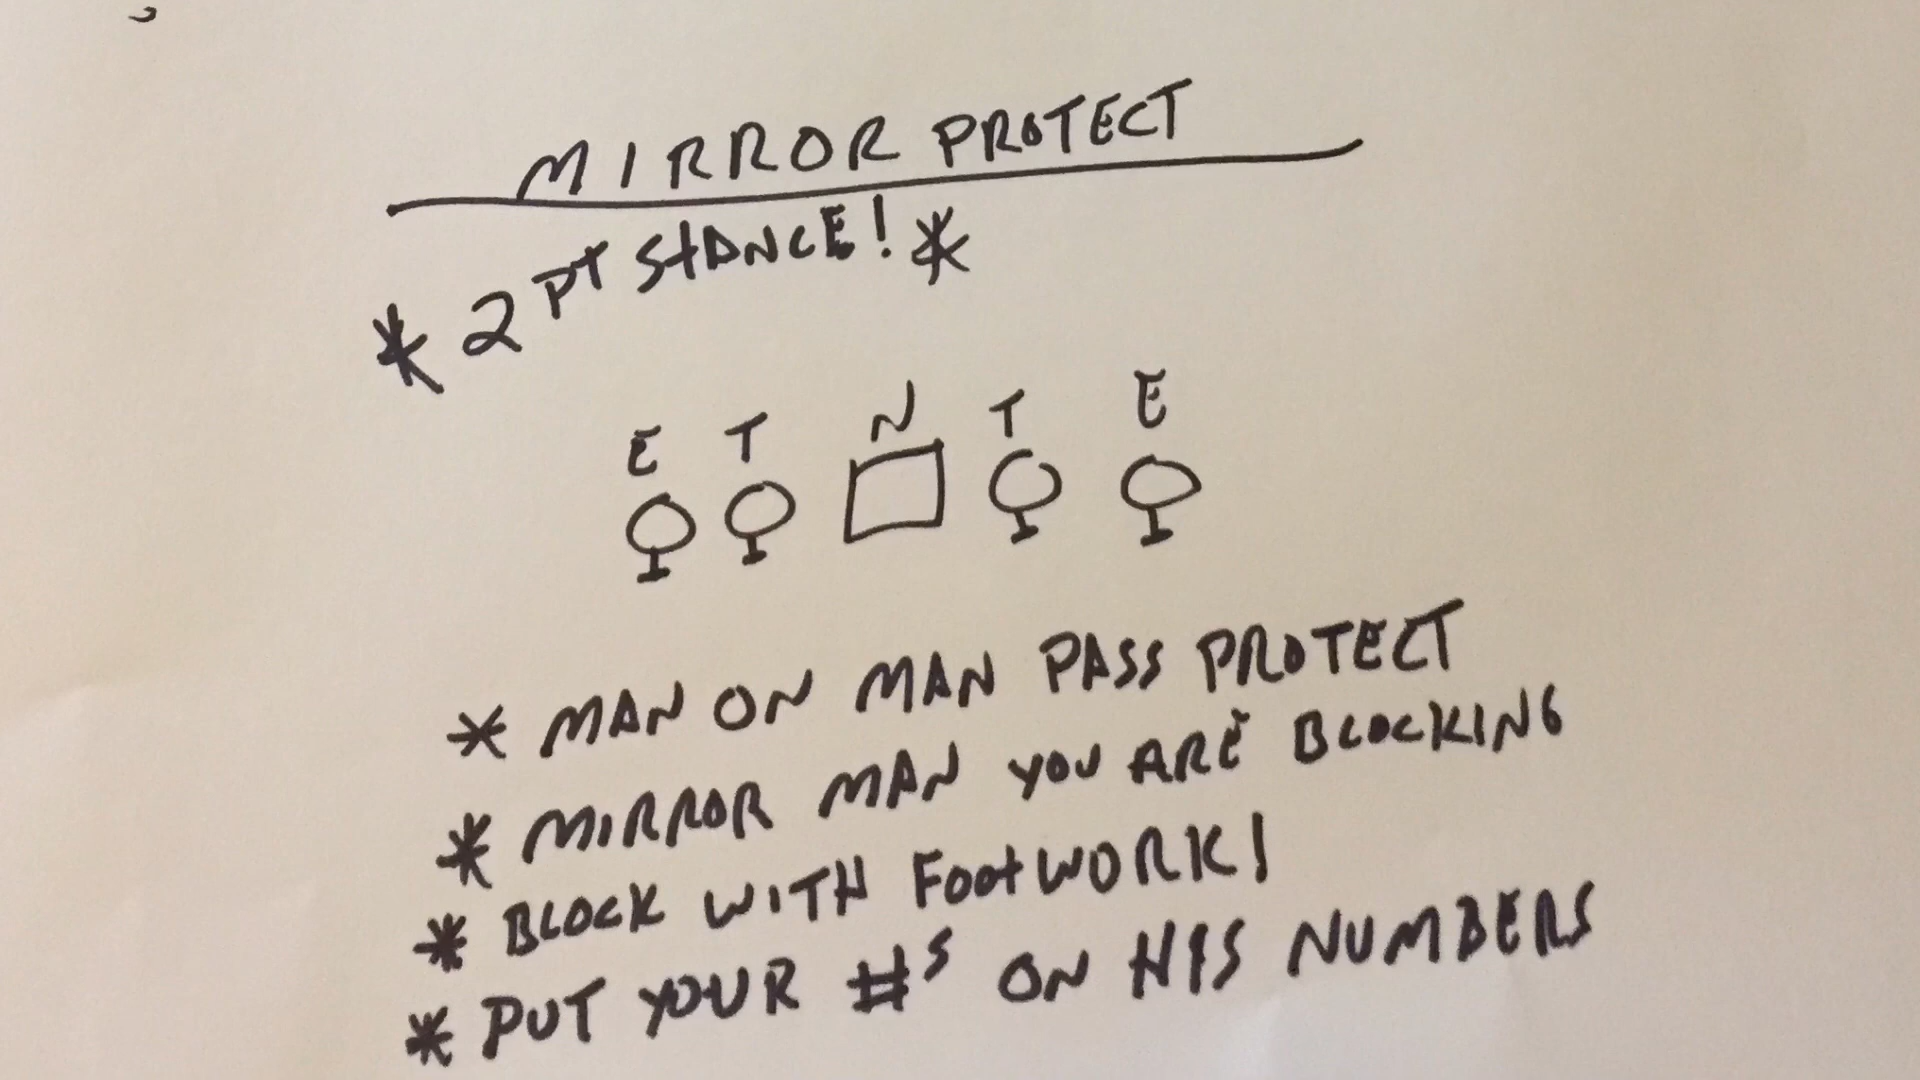 MIRROR PROTECT
* 2 PT STANCE! *
E T N T E
* MAN ON MAN PASS PROTECT
* MIRROR MAN YOU ARE BLOCKING
* BLOCK WITH FOOTWORK!
* PUT YOUR #S ON HIS NUMBERS